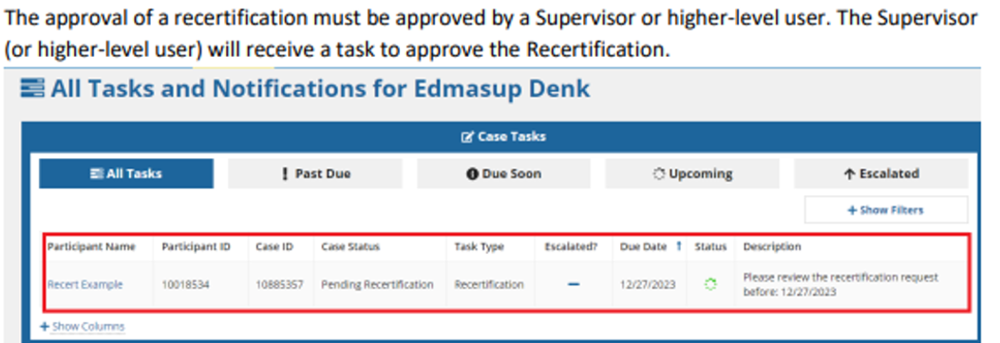 The approval of a recertification must be approved by a Supervisor or higher-level user. The Supervisor
(or higher-level user) will receive a task to approve the Recertification.
All Tasks and Notifications for Edmasup Denk
Case Tasks
All Tasks ! Past Due Due Soon Upcoming Escalated
+ Show Filters
Participant Name Participant ID Case ID Case Status Task Type Escalated? Due Date Status Description
Recert Example 10018534 10885357 Pending Recertification Recertification – 12/27/2023 Please review the recertification request
before: 12/27/2023
+ Show Columns